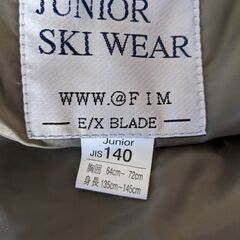 JUNIOR
SKI WEAR
WWW.@FIM
E/X BLADE
Junior
JIS 140
胸囲 64cm~ 72cm
身長 135cm~145cm